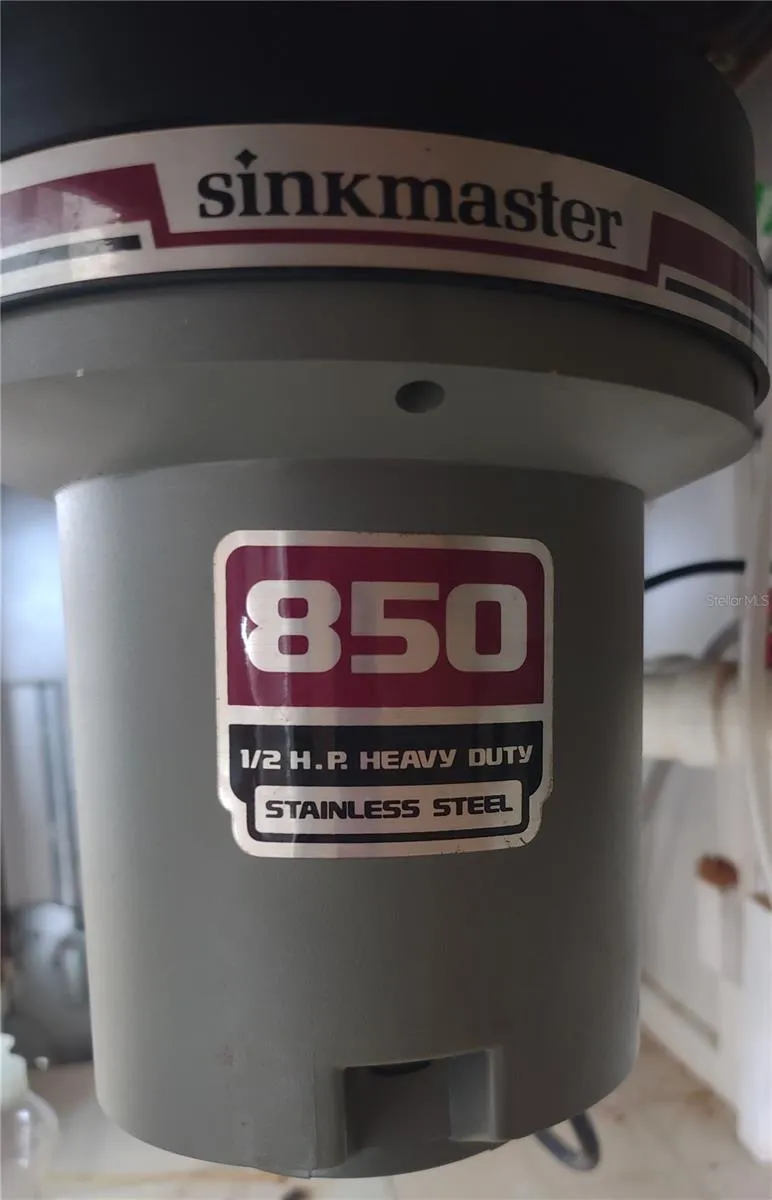 sinkmaster
850
StellarMLS
1/2 H.P. HEAVY DUTY
STAINLESS STEEL